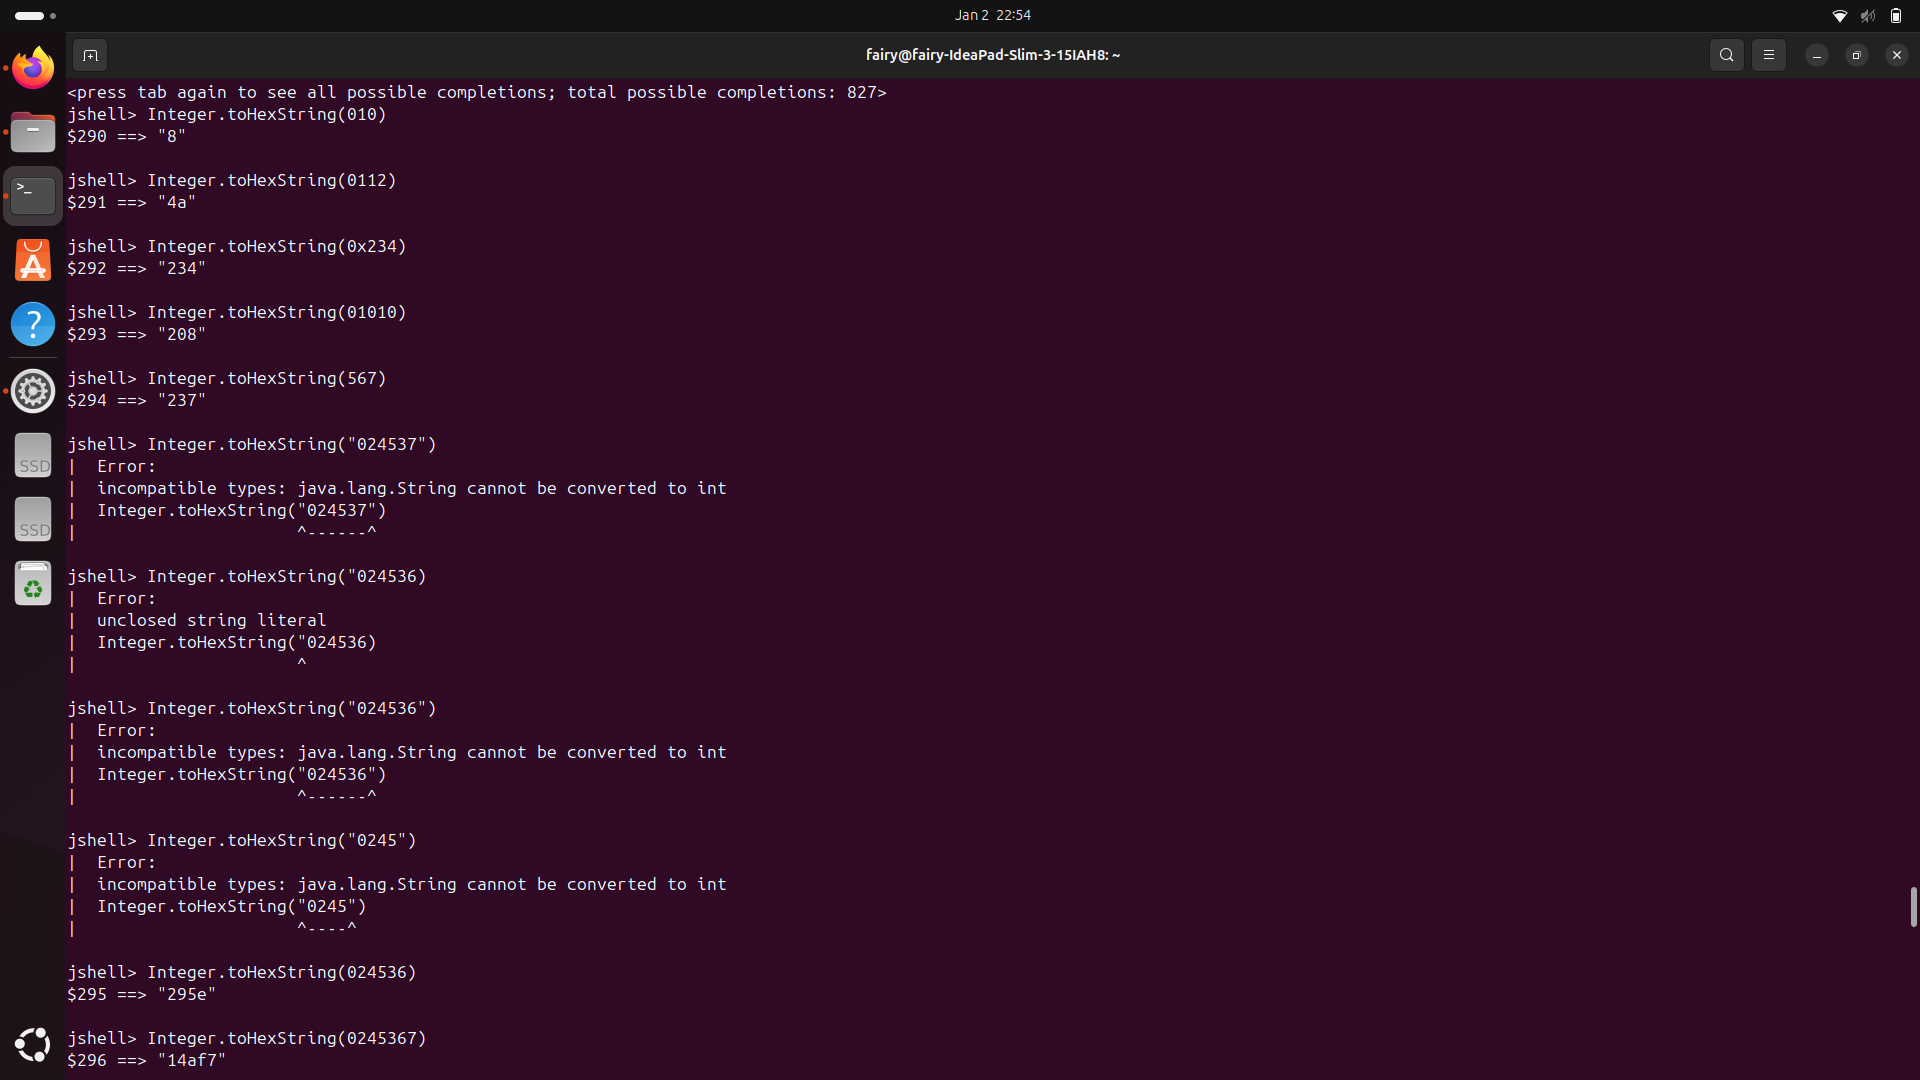 Jan 2 22:54
fairy@fairy-IdeaPad-Slim-3-15IAH8: ~
<press tab again to see all possible completions; total possible completions: 827>
jshell> Integer.toHexString(010)
$290 ==> "8"
jshell> Integer.toHexString(0112)
$291 ==> "4a"
jshell> Integer.toHexString(0x234)
$292 ==> "234"
jshell> Integer.toHexString(01010)
$293 ==> "208"
jshell> Integer.toHexString(567)
$294 ==> "237"
jshell> Integer.toHexString("024537")
|  Error:
|  incompatible types: java.lang.String cannot be converted to int
|  Integer.toHexString("024537")
|                      ^------^
jshell> Integer.toHexString("024536)
|  Error:
|  unclosed string literal
|  Integer.toHexString("024536)
|                      ^
jshell> Integer.toHexString("024536")
|  Error:
|  incompatible types: java.lang.String cannot be converted to int
|  Integer.toHexString("024536")
|                      ^------^
jshell> Integer.toHexString("0245")
|  Error:
|  incompatible types: java.lang.String cannot be converted to int
|  Integer.toHexString("0245")
|                      ^----^
jshell> Integer.toHexString(024536)
$295 ==> "295e"
jshell> Integer.toHexString(0245367)
$296 ==> "14af7"
>_
A
?
SSD
SSD